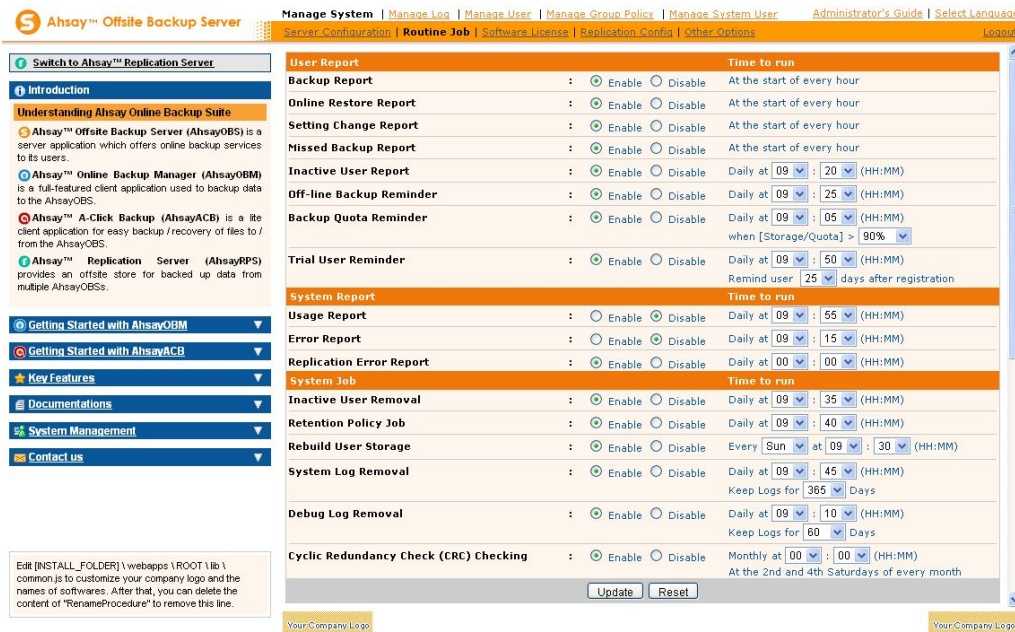 Ahsay™ Offsite Backup Server
Manage System | Manage Log | Manage User | Manage Group Policy | Manage System User
Administrator's Guide | Select Language
Server Configuration | Routine Job | Software License | Replication Config | Other Options
Logout
Switch to Ahsay™ Replication Server
Introduction
Understanding Ahsay Online Backup Suite
Ahsay™ Offsite Backup Server (AhsayOBS) is a
server application which offers online backup services
to its users.
Ahsay™ Online Backup Manager (AhsayOBM)
is a full-featured client application used to backup data
to the AhsayOBS.
Ahsay™ A-Click Backup (AhsayACB) is a lite
client application for easy backup / recovery of files to /
from the AhsayOBS.
Ahsay™ Replication Server (AhsayRPS)
provides an offsite store for backed up data from
multiple AhsayOBSs.
Getting Started with AhsayOBM
Getting Started with AhsayACB
Key Features
Documentations
System Management
Contact us
Edit [INSTALL_FOLDER] \ webapps \ ROOT \ lib \
common.js to customize your company logo and the
names of softwares. After that, you can delete the
content of "RenameProcedure" to remove this line.
User Report Time to run
Backup Report : Enable Disable At the start of every hour
Online Restore Report : Enable Disable At the start of every hour
Setting Change Report : Enable Disable At the start of every hour
Missed Backup Report : Enable Disable At the start of every hour
Inactive User Report : Enable Disable Daily at 09 : 20 (HH:MM)
Off-line Backup Reminder : Enable Disable Daily at 09 : 25 (HH:MM)
Backup Quota Reminder : Enable Disable Daily at 09 : 05 (HH:MM)
when [Storage/Quota] > 90%
Trial User Reminder : Enable Disable Daily at 09 : 50 (HH:MM)
Remind user 25 days after registration
System Report Time to run
Usage Report : Enable Disable Daily at 09 : 55 (HH:MM)
Error Report : Enable Disable Daily at 09 : 15 (HH:MM)
Replication Error Report : Enable Disable Daily at 00 : 00 (HH:MM)
System Job Time to run
Inactive User Removal : Enable Disable Daily at 09 : 35 (HH:MM)
Retention Policy Job : Enable Disable Daily at 09 : 40 (HH:MM)
Rebuild User Storage : Enable Disable Every Sun at 09 : 30 (HH:MM)
System Log Removal : Enable Disable Daily at 09 : 45 (HH:MM)
Keep Logs for 365 Days
Debug Log Removal : Enable Disable Daily at 09 : 10 (HH:MM)
Keep Logs for 60 Days
Cyclic Redundancy Check (CRC) Checking : Enable Disable Monthly at 00 : 00 (HH:MM)
At the 2nd and 4th Saturdays of every month
Update Reset
Your Company Logo
Your Company Logo